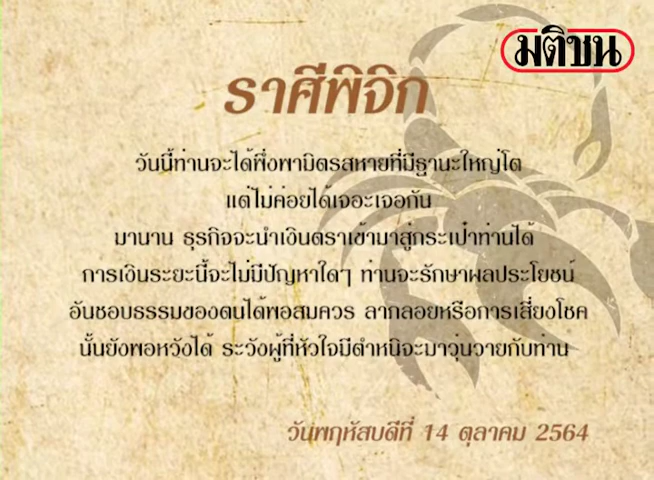 มติชน
ราศีพิจิก
วันนี้ท่านจะได้พึ่งพามิตรสหายที่มีฐานะใหญ่โต
แต่ไม่ค่อยได้เจอะเจอกัน
มานาน ธุรกิจจะนำเงินตราเข้ามาสู่กระเป๋าท่านได้
การเงินระยะนี้จะไม่มีปัญหาใดๆ ท่านจะรักษาผลประโยชน์
อันชอบธรรมของตนได้พอสมควร ลาภลอยหรือการเสี่ยงโชค
นั้นยังพอหวังได้ ระวังผู้ที่หัวใจมีตำหนิจะมาวุ่นวายกับท่าน
วันพฤหัสบดีที่ 14 ตุลาคม 2564